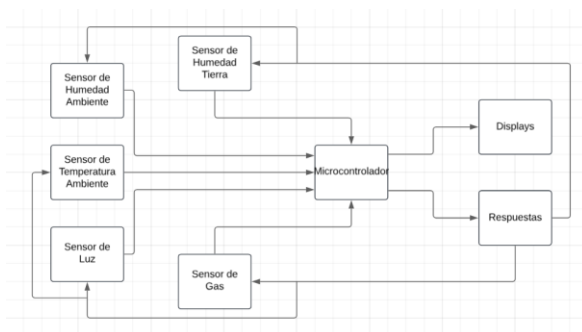 Sensor de
Humedad
Tierra
Sensor de
Humedad
Ambiente
Displays
Sensor de
Temperatura
Ambiente
Microcontrolador
Respuestas
Sensor de
Luz
Sensor de
Gas